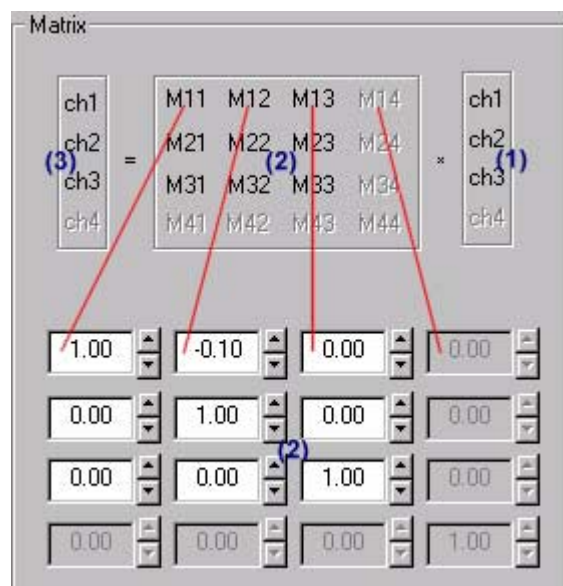 Matrix
ch1 M11 M12 M13 M14 ch1
ch2 M21 M22 M23 M24 ch2
(3) = (2) × (1)
ch3 M31 M32 M33 M34 ch3
ch4 M41 M42 M43 M44 ch4
1.00 -0.10 0.00 0.00
0.00 1.00 0.00 0.00
(2)
0.00 0.00 1.00 0.00
0.00 0.00 0.00 1.00